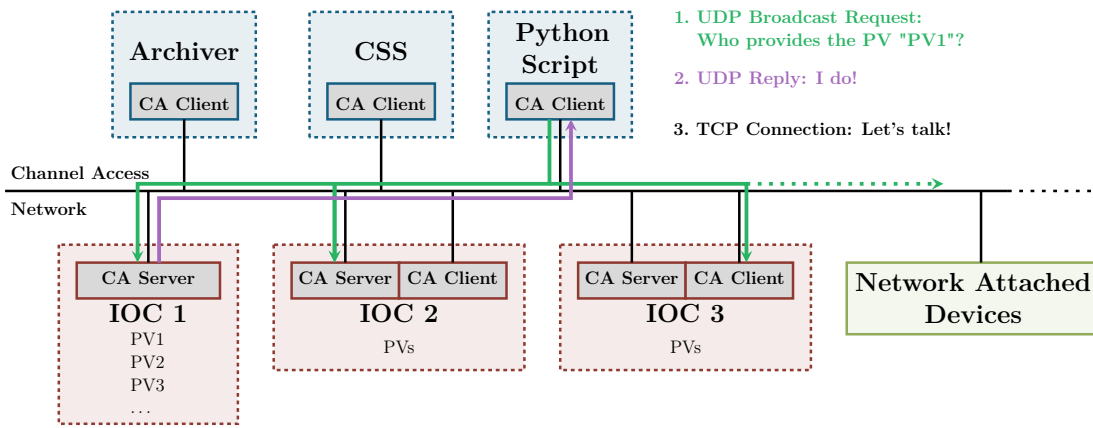 Archiver
CA Client
CSS
CA Client
Python
Script
CA Client
1. UDP Broadcast Request:
Who provides the PV "PV1"?
2. UDP Reply: I do!
3. TCP Connection: Let's talk!
Channel Access
Network
CA Server
IOC 1
PV1
PV2
PV3
...
CA Server
CA Client
IOC 2
PVs
CA Server
CA Client
IOC 3
PVs
Network Attached
Devices